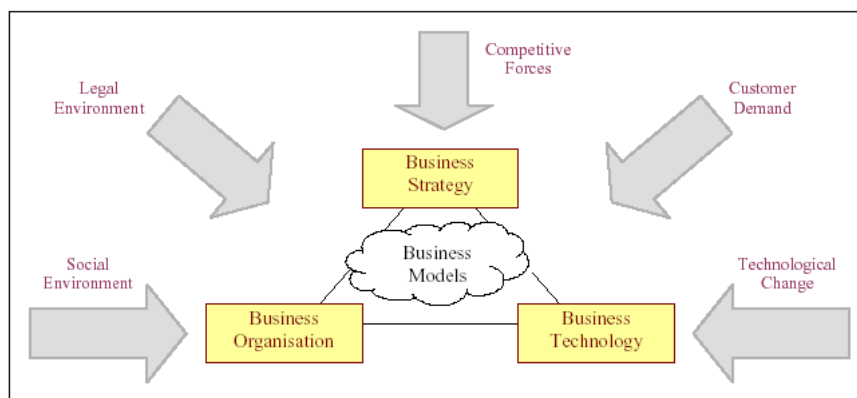 Competitive
Forces
Legal
Environment
Customer
Demand
Business
Strategy
Business
Models
Social
Environment
Technological
Change
Business
Organisation
Business
Technology